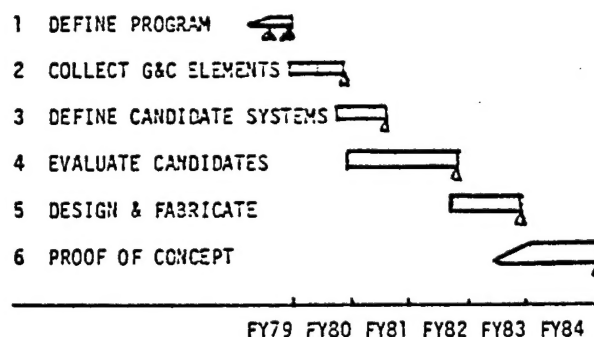 1 DEFINE PROGRAM
2 COLLECT G&C ELEMENTS
3 DEFINE CANDIDATE SYSTEMS
4 EVALUATE CANDIDATES
5 DESIGN & FABRICATE
6 PROOF OF CONCEPT
FY79 FY80 FY81 FY82 FY83 FY84